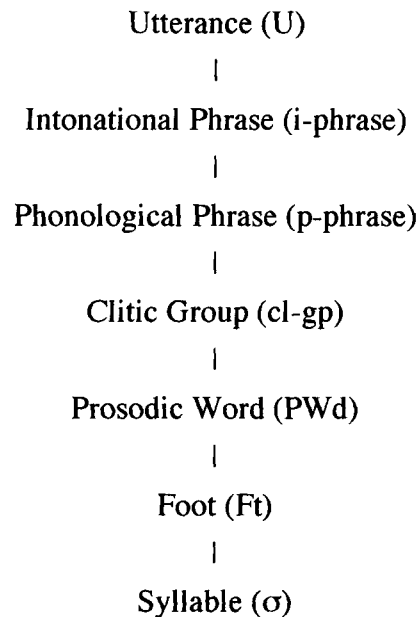 Utterance (U)
Intonational Phrase (i-phrase)
Phonological Phrase (p-phrase)
Clitic Group (cl-gp)
Prosodic Word (PWd)
Foot (Ft)
Syllable (σ)